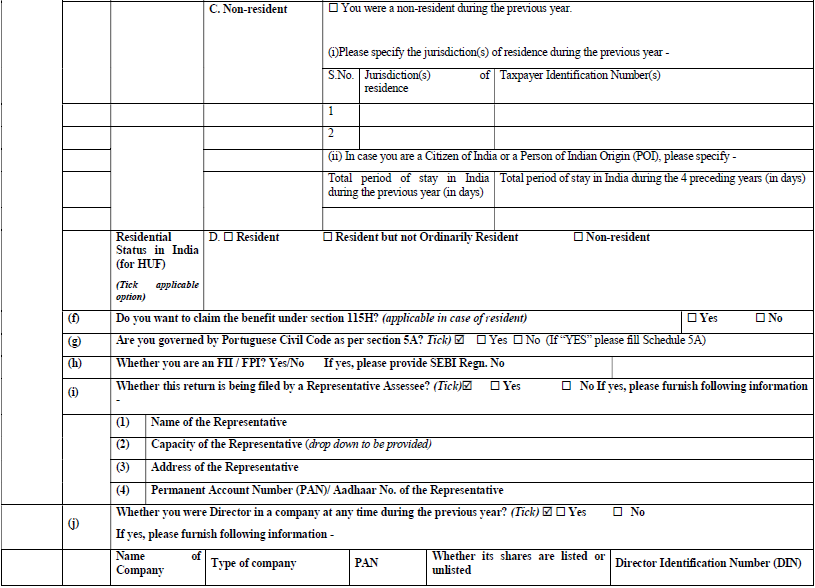 C. Non-resident
☐ You were a non-resident during the previous year.
(i)Please specify the jurisdiction(s) of residence during the previous year -
S.No. Jurisdiction(s) of Taxpayer Identification Number(s)
residence
1
2
(ii) In case you are a Citizen of India or a Person of Indian Origin (POI), please specify -
Total period of stay in India Total period of stay in India during the 4 preceding years (in days)
during the previous year (in days)
Residential D. ☐ Resident ☐ Resident but not Ordinarily Resident ☐ Non-resident
Status in India
(for HUF)
(Tick applicable
option)
(f) Do you want to claim the benefit under section 115H? (applicable in case of resident) ☐ Yes ☐ No
(g) Are you governed by Portuguese Civil Code as per section 5A? Tick) ☑ ☐ Yes ☐ No (If “YES” please fill Schedule 5A)
(h) Whether you are an FII / FPI? Yes/No If yes, please provide SEBI Regn. No
(i) Whether this return is being filed by a Representative Assessee? (Tick)☑ ☐ Yes ☐ No If yes, please furnish following information
-
(1) Name of the Representative
(2) Capacity of the Representative (drop down to be provided)
(3) Address of the Representative
(4) Permanent Account Number (PAN)/ Aadhaar No. of the Representative
(j) Whether you were Director in a company at any time during the previous year? (Tick) ☑ ☐ Yes ☐ No
If yes, please furnish following information -
Name of Type of company PAN Whether its shares are listed or Director Identification Number (DIN)
Company unlisted